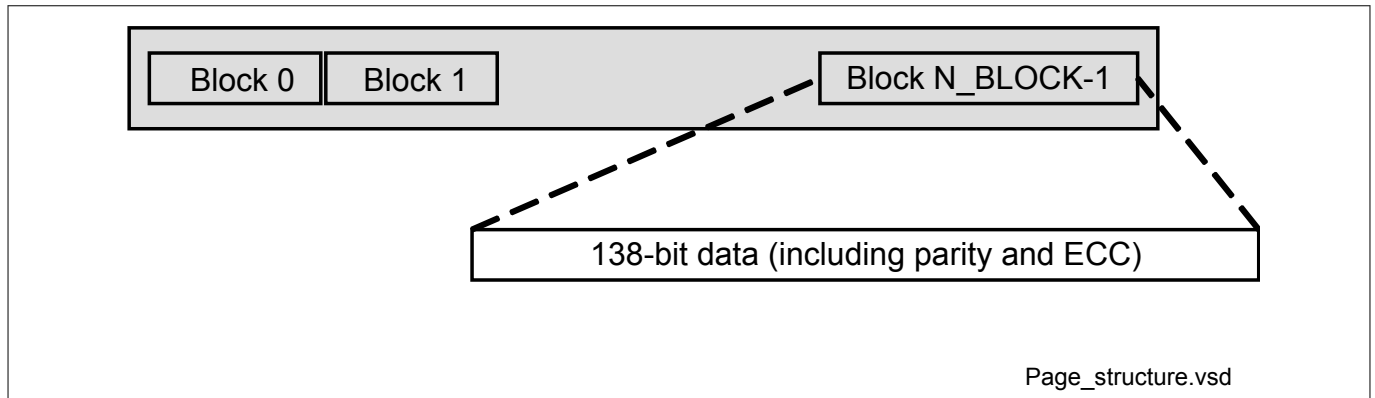 Block 0 Block 1 Block N_BLOCK-1
138-bit data (including parity and ECC)
Page_structure.vsd